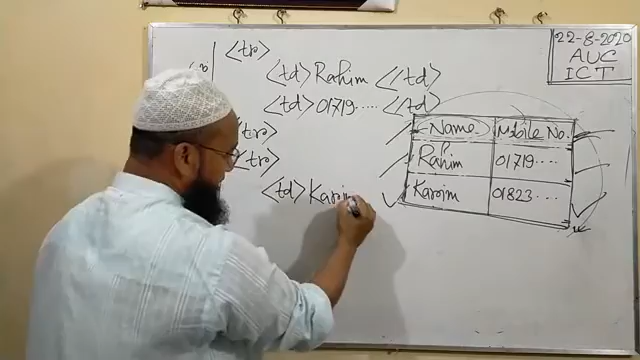 22-8-2020
AUC
ICT
<tr>
<td> Rahim </td>
<td> 01719..... </td>
<tr>
<tr>
<td> Karim
Name Mobile No.
Rahim 01719....
Karim 01823...